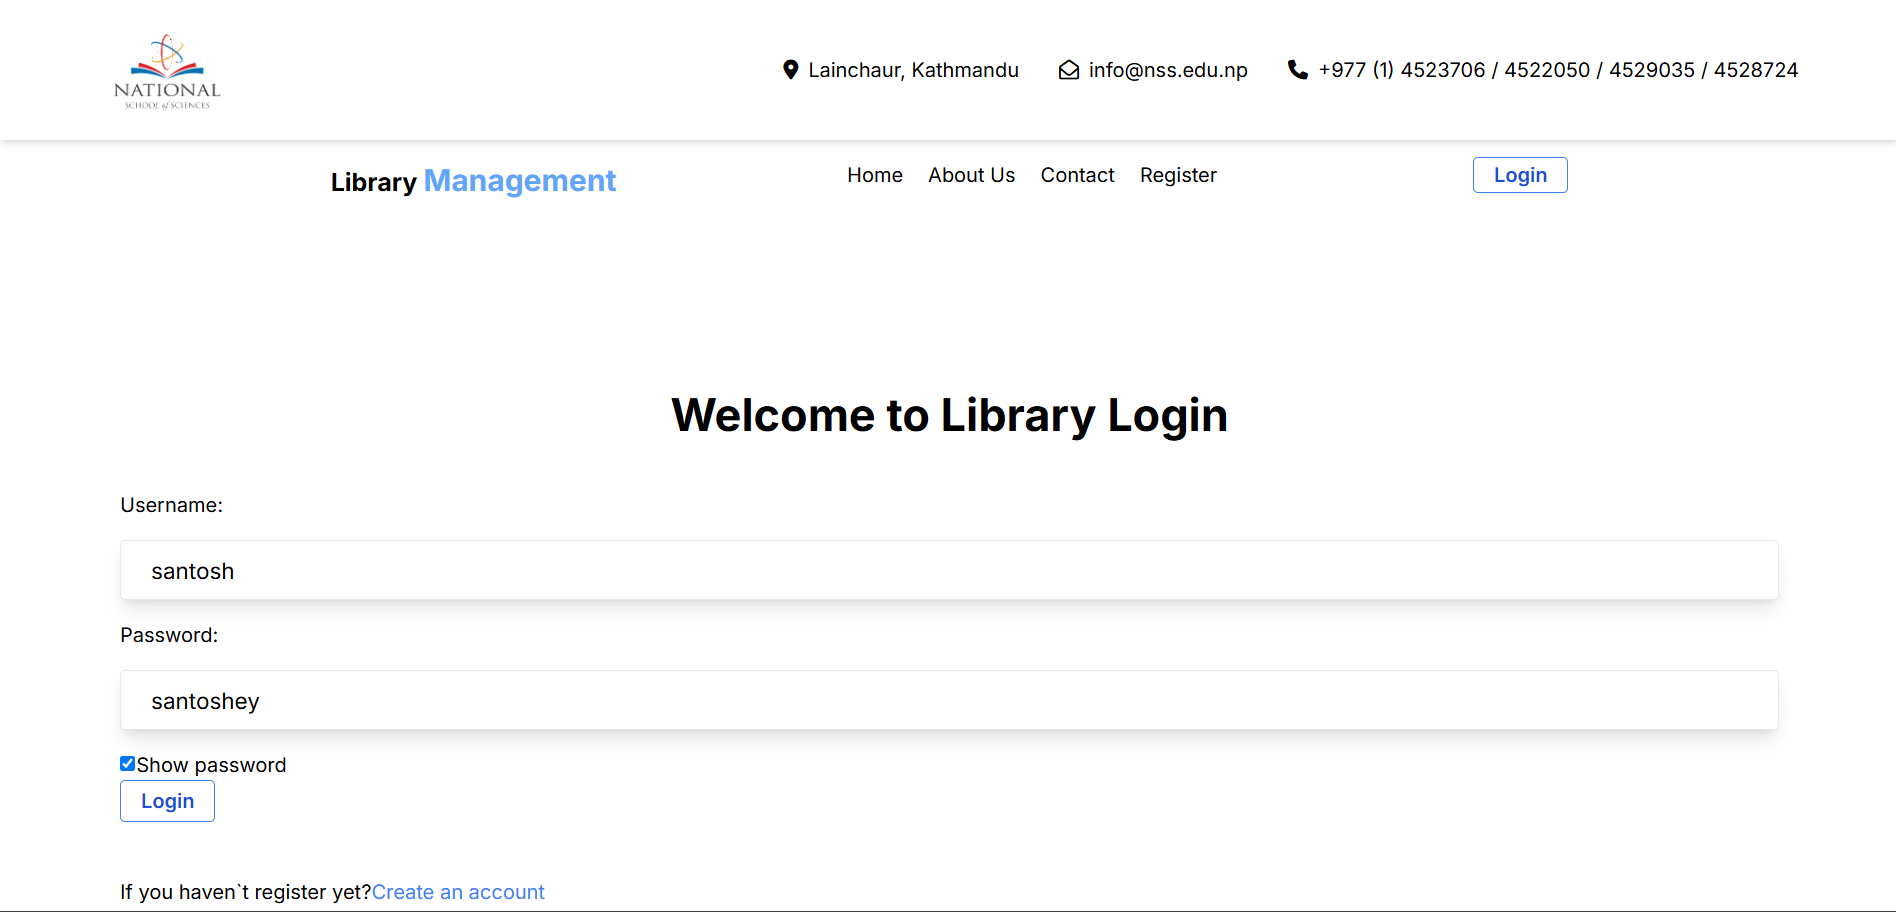 NATIONAL
SCHOOL of SCIENCES
Lainchaur, Kathmandu
info@nss.edu.np
+977 (1) 4523706 / 4522050 / 4529035 / 4528724
Library Management
Home
About Us
Contact
Register
Login
Welcome to Library Login
Username:
santosh
Password:
santoshey
Show password
Login
If you haven`t register yet?Create an account